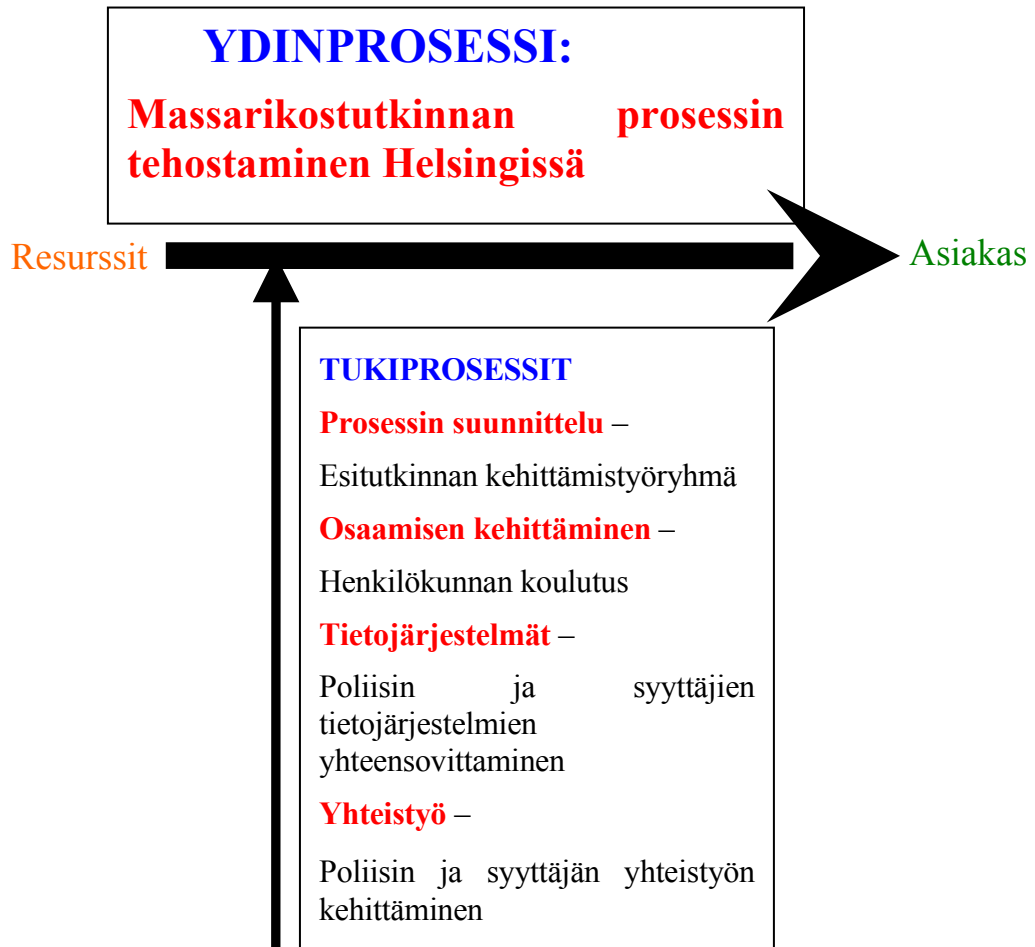 YDINPROSESSI:
Massarikostutkinnan prosessin
tehostaminen Helsingissä
Resurssit
Asiakas
TUKIPROSESSIT
Prosessin suunnittelu –
Esitutkinnan kehittämistyöryhmä
Osaamisen kehittäminen –
Henkilökunnan koulutus
Tietojärjestelmät –
Poliisin ja syyttäjien
tietojärjestelmien
yhteensovittaminen
Yhteistyö –
Poliisin ja syyttäjän yhteistyön
kehittäminen